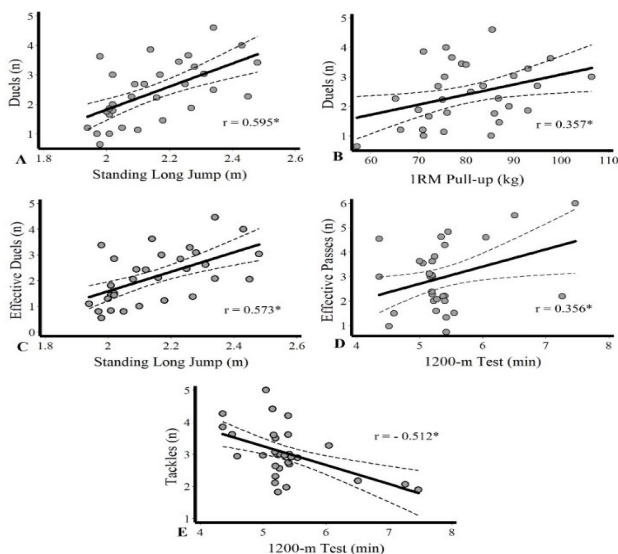 Duels (n)
5
4
3
2
1
1.8
2
2.2
2.4
2.6
r = 0.595*
A
Standing Long Jump (m)
Duels (n)
5
4
3
2
1
60
70
80
90
100
110
r = 0.357*
B
1RM Pull-up (kg)
Effective Duels (n)
5
4
3
2
1
0
1.8
2
2.2
2.4
2.6
r = 0.573*
C
Standing Long Jump (m)
Effective Passes (n)
6
5
4
3
2
1
4
5
6
7
8
r = 0.356*
D
1200-m Test (min)
Tackles (n)
5
4
3
2
1
4
5
6
7
8
r = - 0.512*
E
1200-m Test (min)